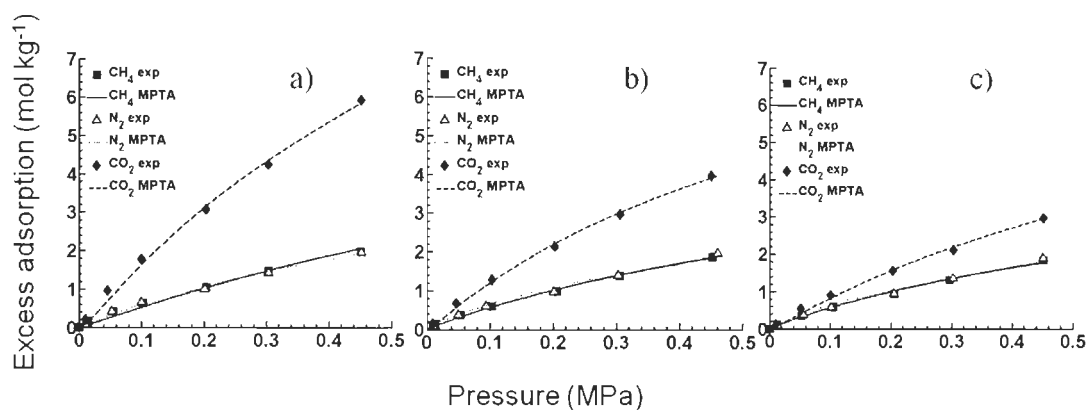 Excess adsorption (mol kg⁻¹)
7
6
5
4
3
2
1
0
CH₄ exp
CH₄ MPTA
N₂ exp
N₂ MPTA
CO₂ exp
CO₂ MPTA
a)
0 0.1 0.2 0.3 0.4 0.5
7
6
5
4
3
2
1
0
CH₄ exp
CH₄ MPTA
N₂ exp
N₂ MPTA
CO₂ exp
CO₂ MPTA
b)
0 0.1 0.2 0.3 0.4 0.5
7
6
5
4
3
2
1
0
CH₄ exp
CH₄ MPTA
N₂ exp
N₂ MPTA
CO₂ exp
CO₂ MPTA
c)
0 0.1 0.2 0.3 0.4 0.5
Pressure (MPa)